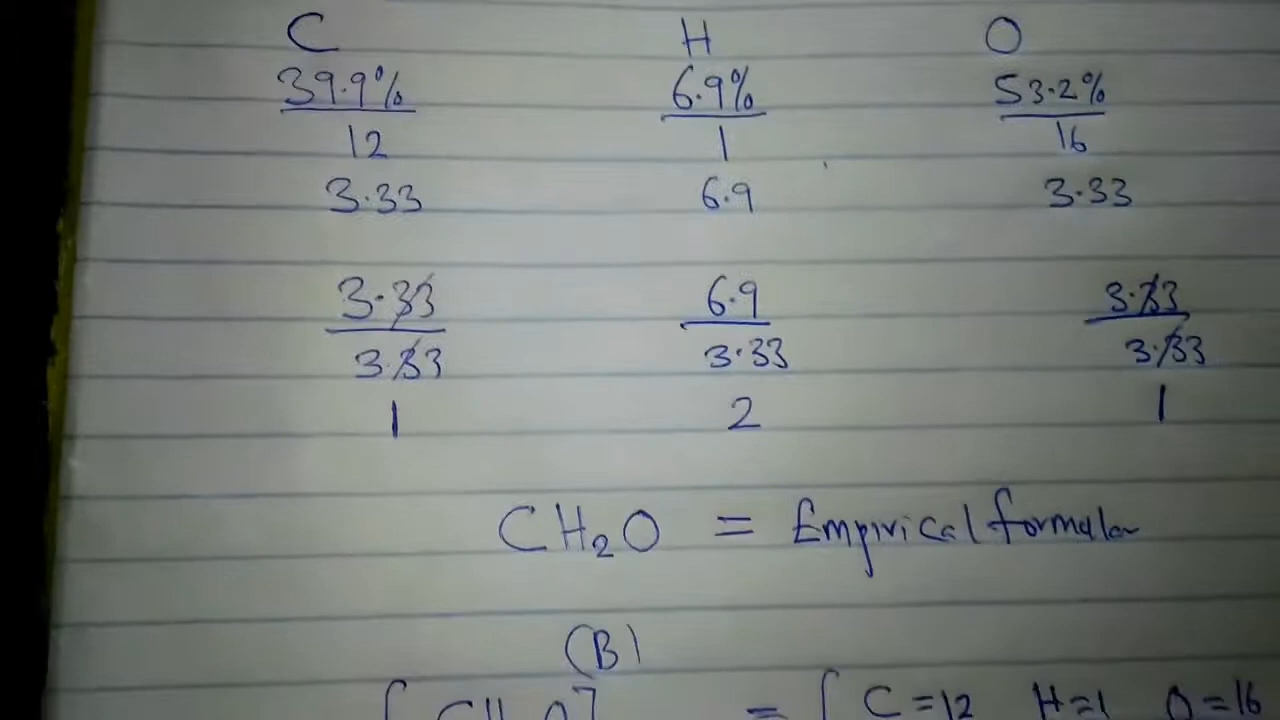 C H O
39.9% 6.9% 53.2%
12 1 16
3.33 6.9 3.33
3.33 6.9 3.33
3.33 3.33 3.33
1 2 1
CH₂O = Empirical formular
(B)
= [ C=12 H=1 O=16